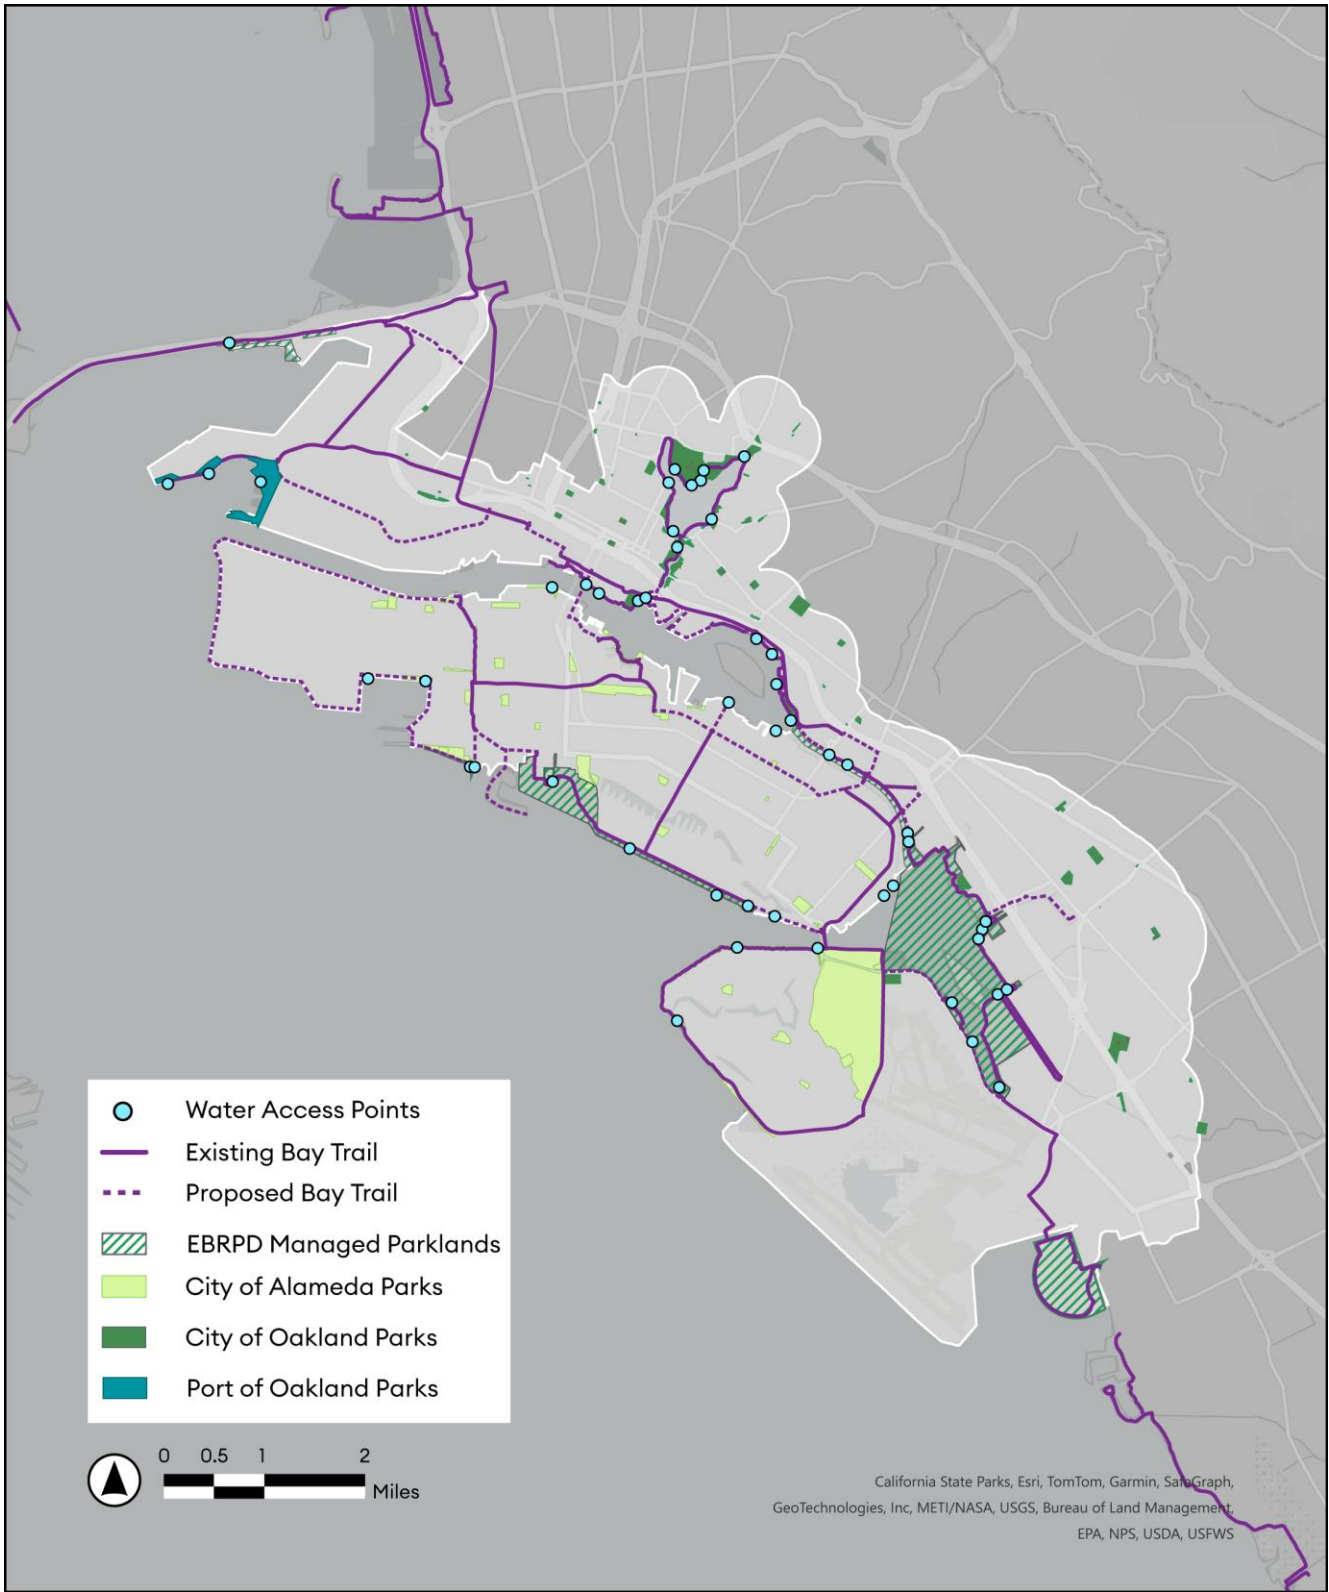 Water Access Points
Existing Bay Trail
Proposed Bay Trail
EBRPD Managed Parklands
City of Alameda Parks
City of Oakland Parks
Port of Oakland Parks
0 0.5 1 2
Miles
California State Parks, Esri, TomTom, Garmin, SafeGraph,
GeoTechnologies, Inc, METI/NASA, USGS, Bureau of Land Management,
EPA, NPS, USDA, USFWS